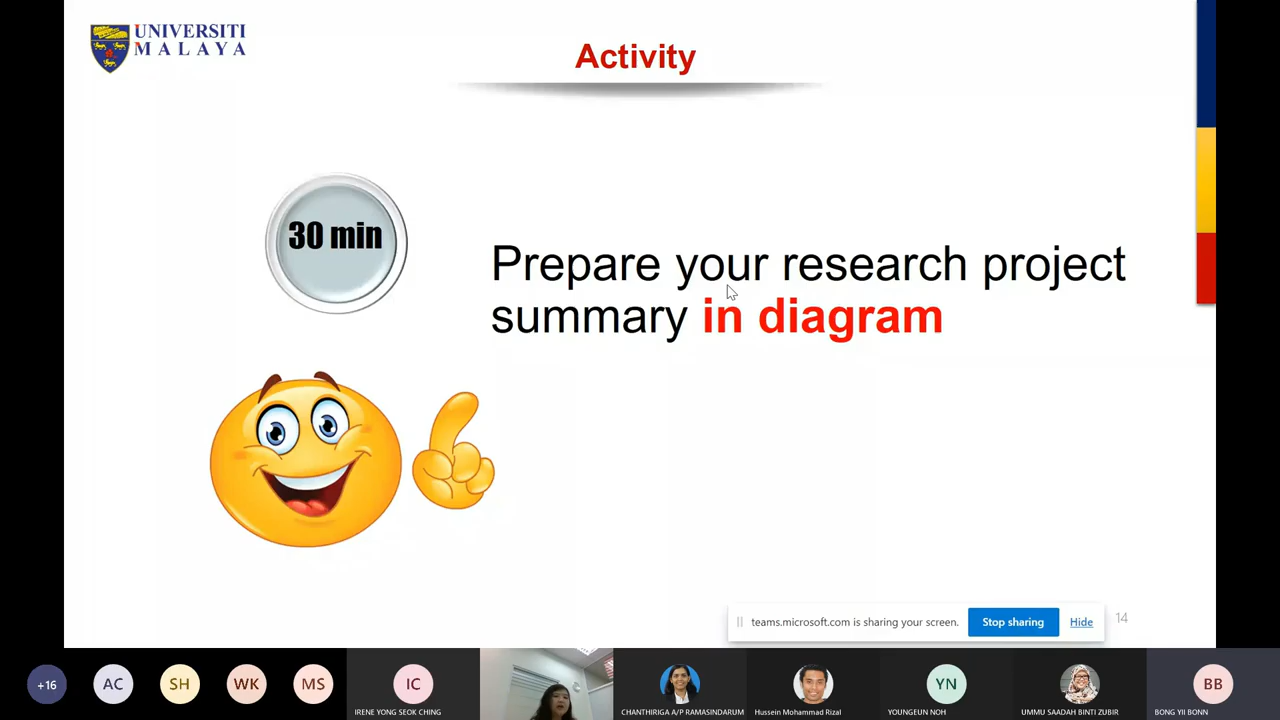 UNIVERSITI
MALAYA
Activity
30 min
Prepare your research project
summary in diagram
teams.microsoft.com is sharing your screen.
Stop sharing
Hide
14
+16
AC
SH
WK
MS
IC
IRENE YONG SEOK CHING
CHANTHIRIGA A/P RAMASINDARUM
Hussein Mohammad Rizal
YN
YOUNGEUN NOH
UMMU SAADAH BINTI ZUBIR
BB
BONG YII BONN